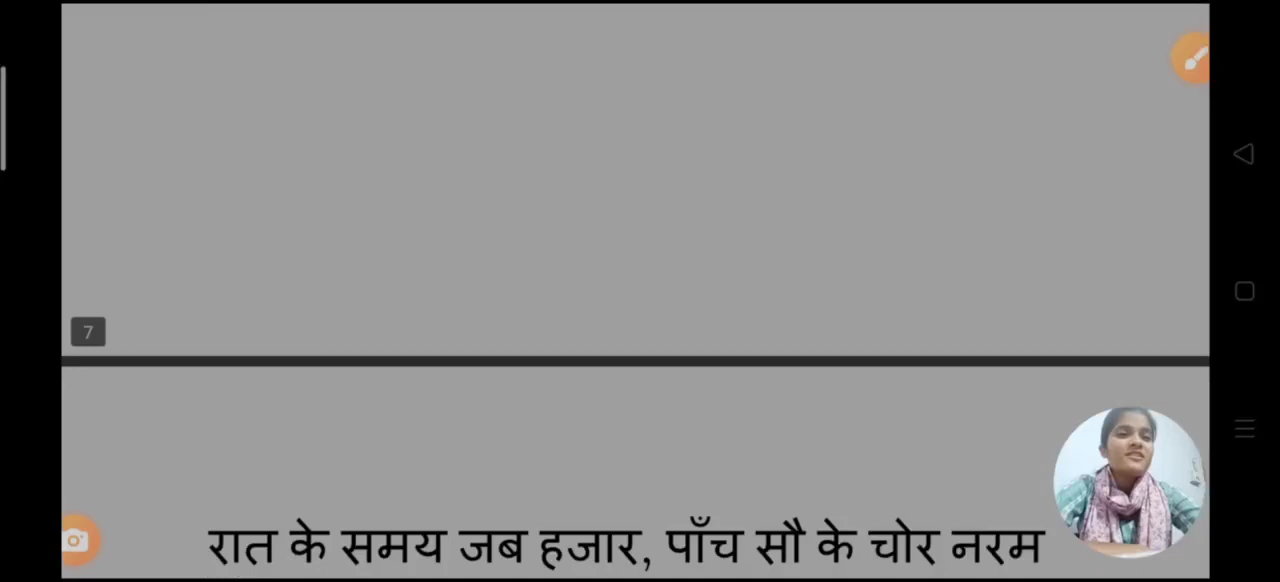 7
रात के समय जब हजार, पाँच सौ के चोर नरम